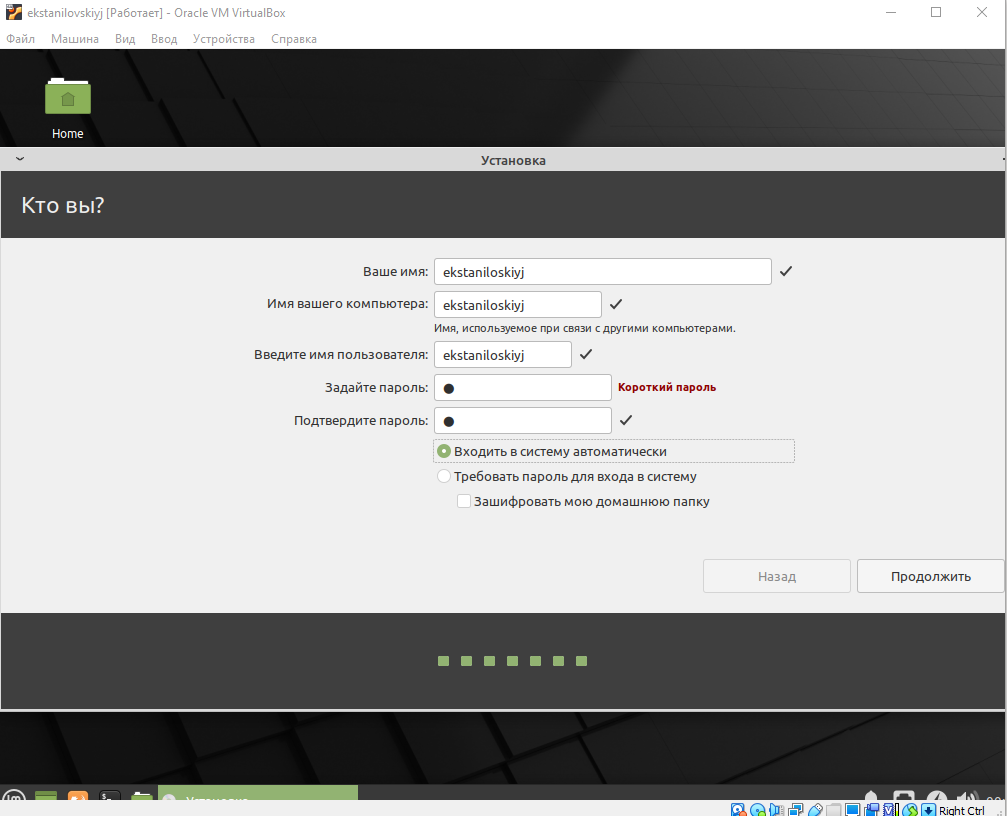 ekstanilovskiyj [Работает] - Oracle VM VirtualBox
Файл Машина Вид Ввод Устройства Справка
Home
Установка
Кто вы?
Ваше имя: ekstaniloskiyj
Имя вашего компьютера: ekstaniloskiyj
Имя, используемое при связи с другими компьютерами.
Введите имя пользователя: ekstaniloskiyj
Задайте пароль: ● Короткий пароль
Подтвердите пароль: ●
Входить в систему автоматически
Требовать пароль для входа в систему
Зашифровать мою домашнюю папку
Назад Продолжить
Установка
Right Ctrl